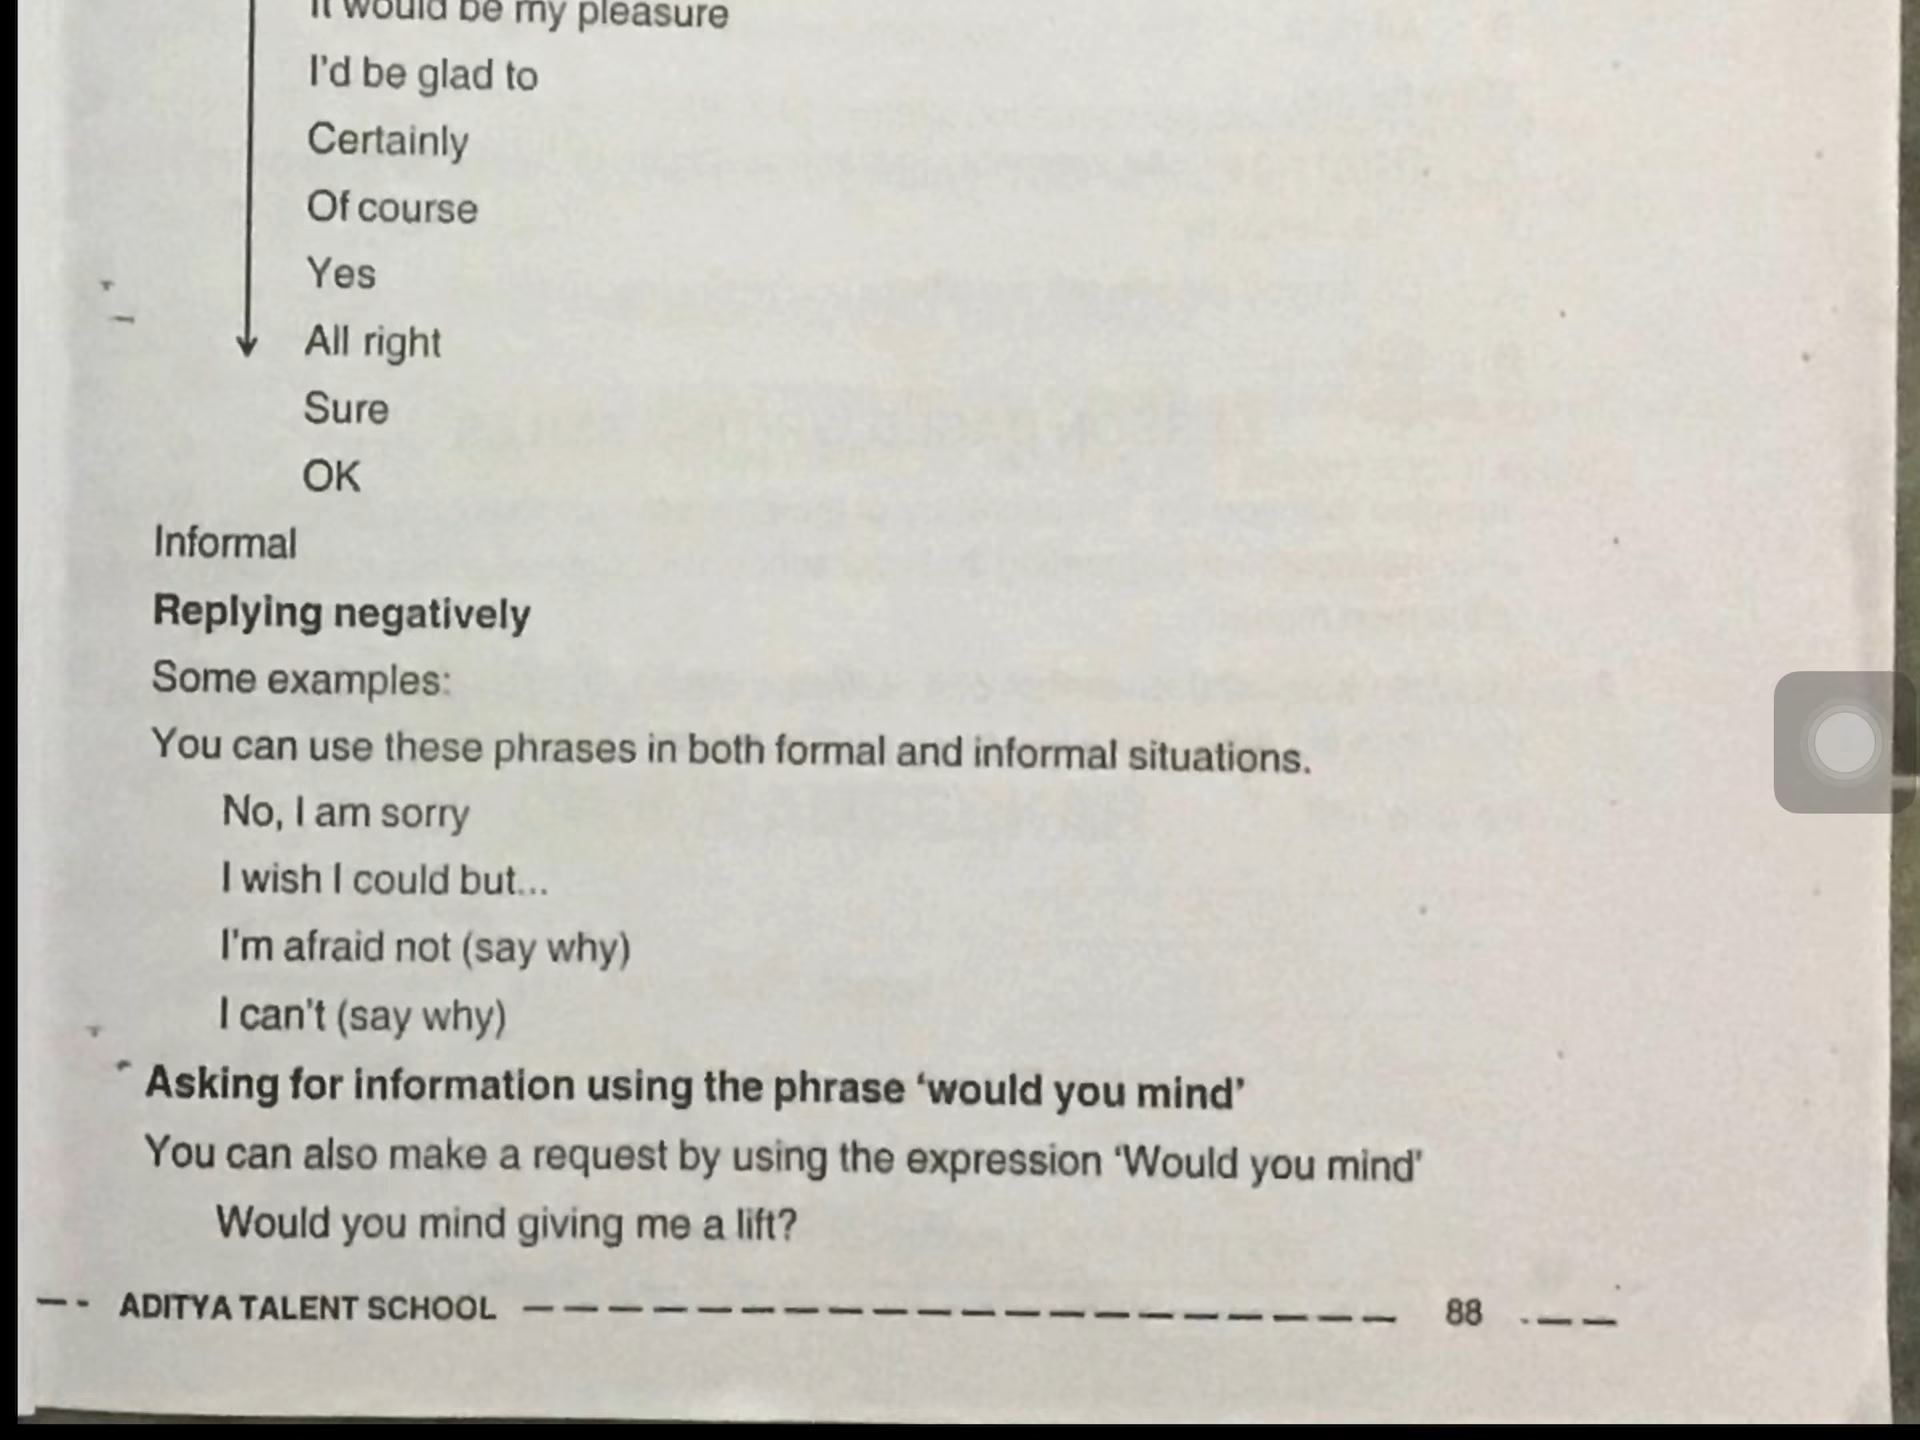 It would be my pleasure
I'd be glad to
Certainly
Of course
Yes
All right
Sure
OK
Informal
Replying negatively
Some examples:
You can use these phrases in both formal and informal situations.
No, I am sorry
I wish I could but...
I'm afraid not (say why)
I can't (say why)
Asking for information using the phrase ‘would you mind’
You can also make a request by using the expression ‘Would you mind’
Would you mind giving me a lift?
ADITYA TALENT SCHOOL 88